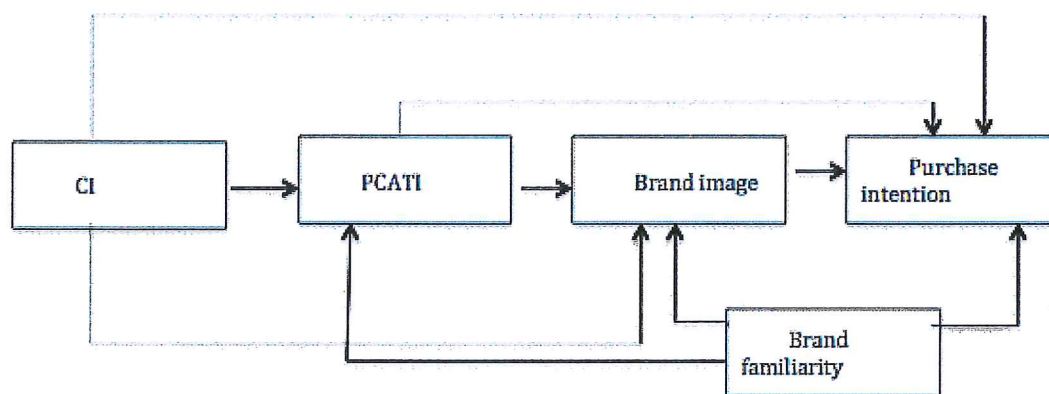 CI
PCATI
Brand image
Purchase
intention
Brand
familiarity